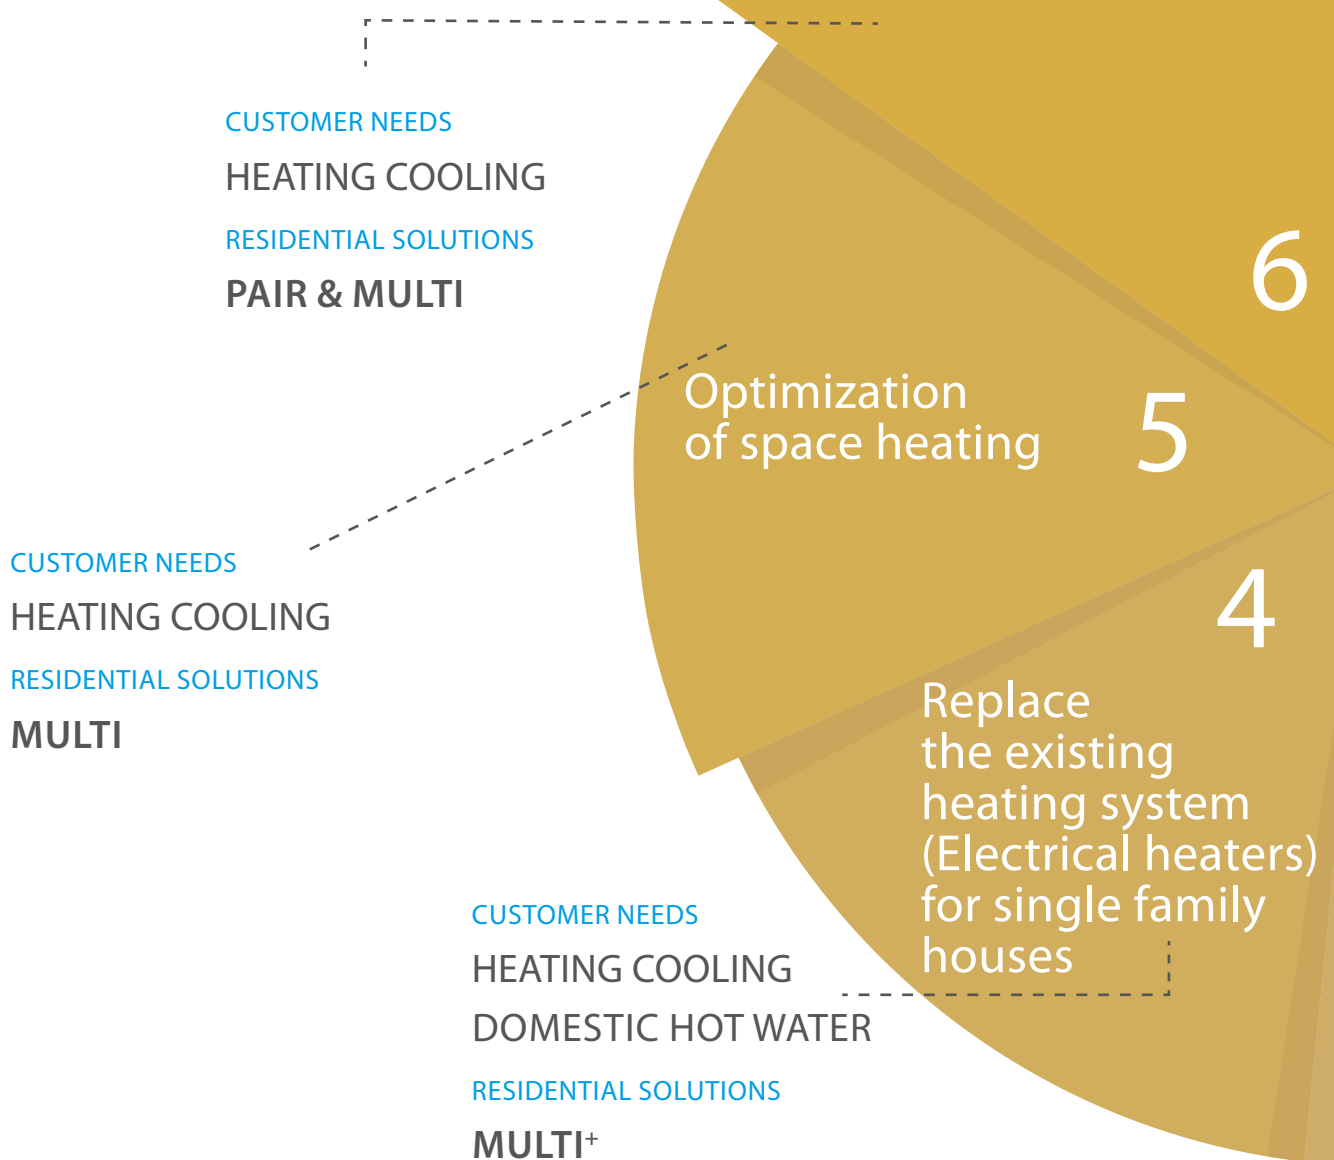 CUSTOMER NEEDS
HEATING COOLING
RESIDENTIAL SOLUTIONS
PAIR & MULTI
6
Optimization
of space heating
5
CUSTOMER NEEDS
HEATING COOLING
RESIDENTIAL SOLUTIONS
MULTI
4
Replace
the existing
heating system
(Electrical heaters)
for single family
houses
CUSTOMER NEEDS
HEATING COOLING
DOMESTIC HOT WATER
RESIDENTIAL SOLUTIONS
MULTI⁺